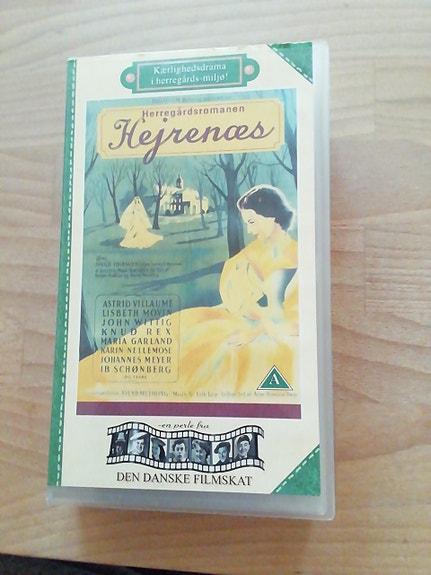 Kærlighedsdrama
i herregårds-miljø!
Herregårdsromanen
Hejrenæs
ASTRID VILLAUME
LISBETH MOVIN
JOHN WITTIG
KNUD REX
MARIA GARLAND
KARIN NELLEMOSE
JOHANNES MEYER
IB SCHØNBERG
A
-en perle fra
DEN DANSKE FILMSKAT